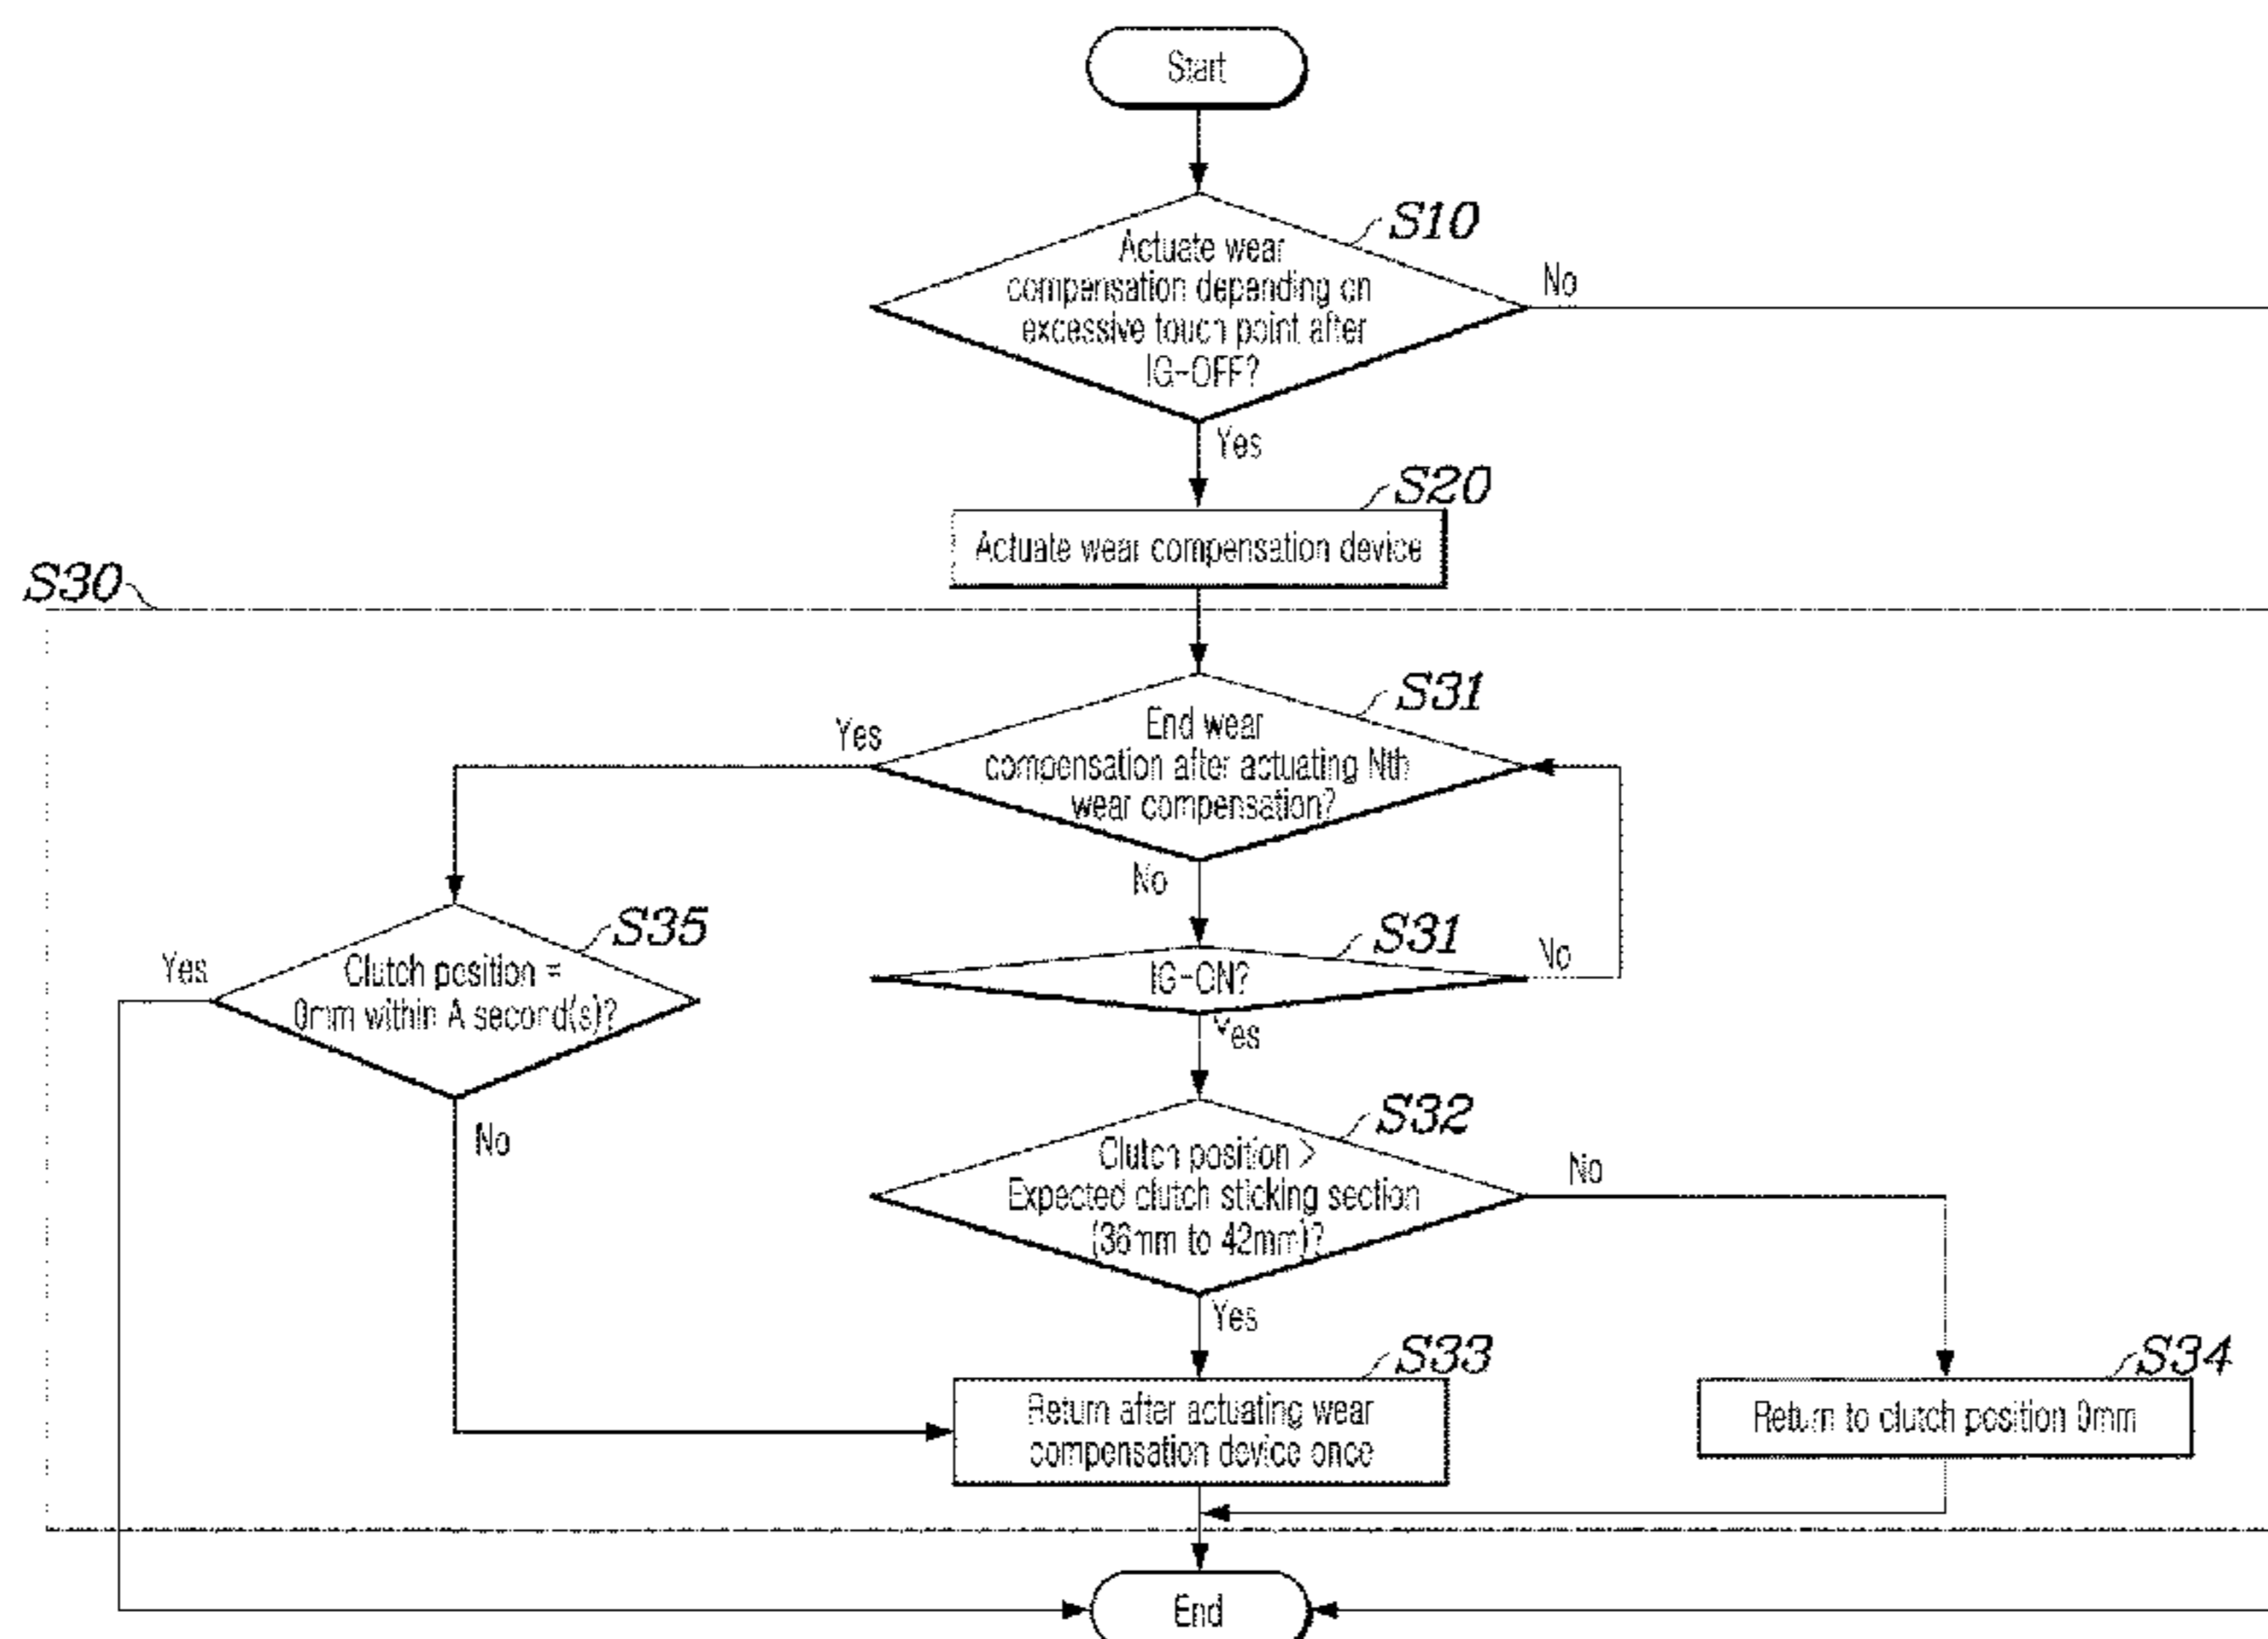 Start
S10
Actuate wear
compensation depending on
excessive touch point after
IG-OFF?
No
Yes
S20
Actuate wear compensation device
S30
S31
End wear
compensation after actuating Nth
wear compensation?
Yes
No
S35
Clutch position =
0mm within A second(s)?
Yes
No
S31
IG-ON?
No
Yes
S32
Clutch position >
Expected clutch sticking section
(36mm to 42mm)?
No
Yes
S33
Return after actuating wear
compensation device once
S34
Return to clutch position 0mm
End